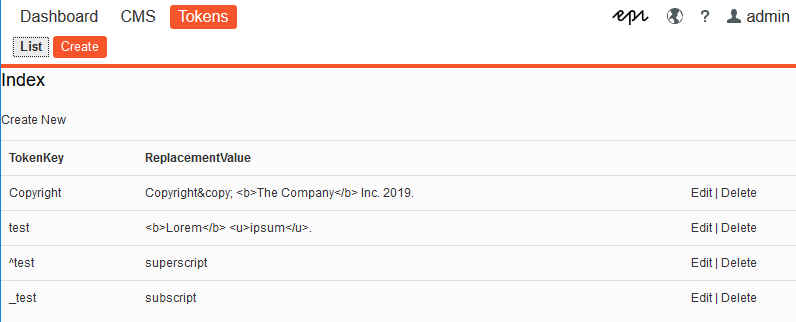 Dashboard CMS Tokens epi ? admin
List Create
Index
Create New
TokenKey ReplacementValue
Copyright Copyright&copy; <b>The Company</b> Inc. 2019. Edit | Delete
test <b>Lorem</b> <u>ipsum</u>. Edit | Delete
^test superscript Edit | Delete
_test subscript Edit | Delete